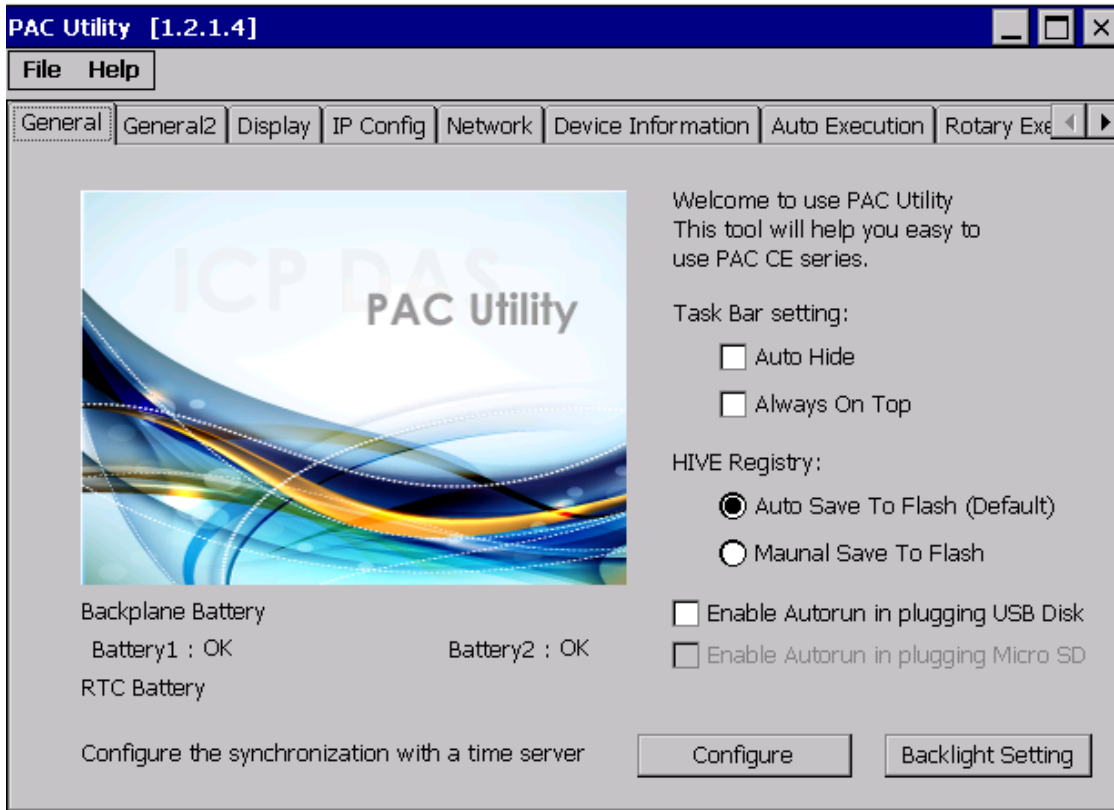 PAC Utility [1.2.1.4]
File Help
General General2 Display IP Config Network Device Information Auto Execution Rotary Exe
ICP DAS
PAC Utility
Welcome to use PAC Utility
This tool will help you easy to
use PAC CE series.
Task Bar setting:
Auto Hide
Always On Top
HIVE Registry:
Auto Save To Flash (Default)
Maunal Save To Flash
Enable Autorun in plugging USB Disk
Enable Autorun in plugging Micro SD
Backplane Battery
Battery1 : OK Battery2 : OK
RTC Battery
Configure the synchronization with a time server Configure Backlight Setting